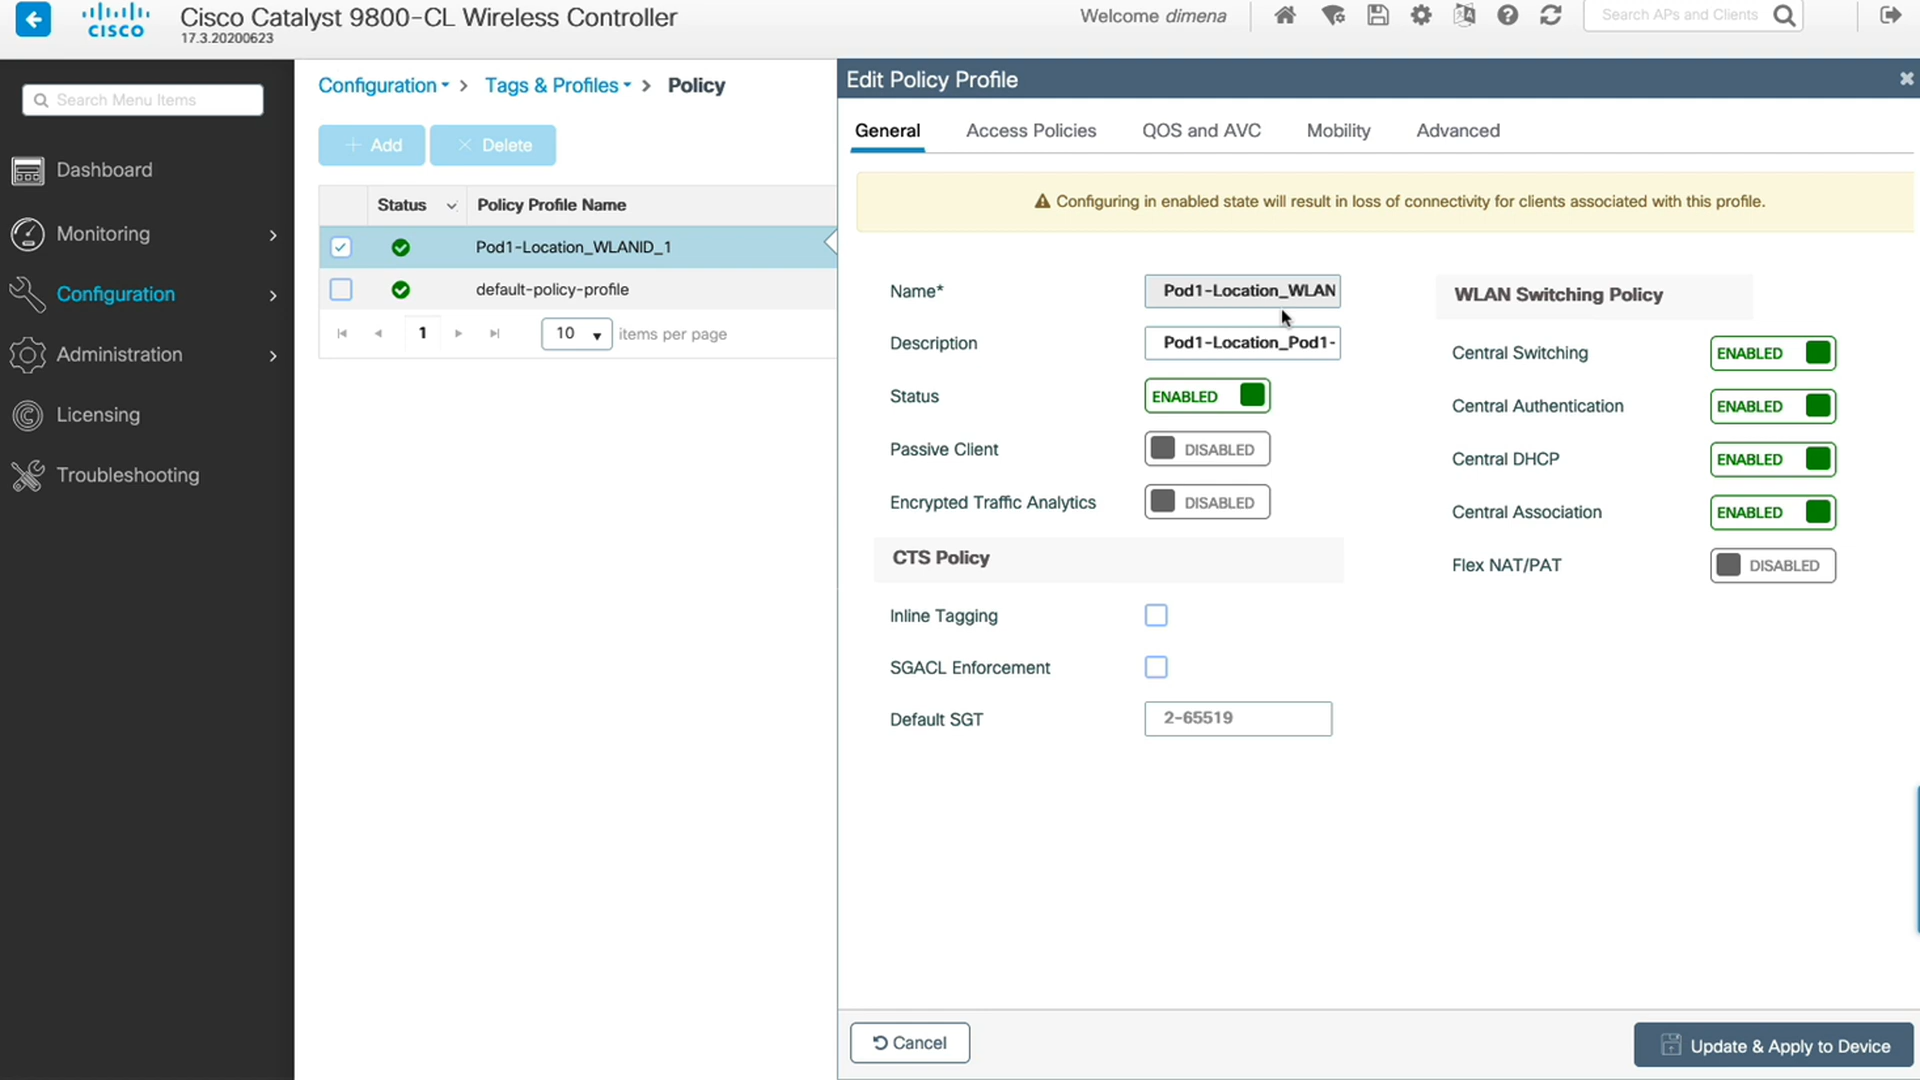 CISCO
Cisco Catalyst 9800-CL Wireless Controller
17.3.20200623
Welcome dimena
Search APs and Clients
Search Menu Items
Dashboard
Monitoring
Configuration
Administration
Licensing
Troubleshooting
Configuration > Tags & Profiles > Policy
+ Add
× Delete
Status
Policy Profile Name
Pod1-Location_WLANID_1
default-policy-profile
1
10
items per page
Edit Policy Profile
General
Access Policies
QOS and AVC
Mobility
Advanced
Configuring in enabled state will result in loss of connectivity for clients associated with this profile.
Name*
Pod1-Location_WLAN
Description
Pod1-Location_Pod1-
Status
ENABLED
Passive Client
DISABLED
Encrypted Traffic Analytics
DISABLED
CTS Policy
Inline Tagging
SGACL Enforcement
Default SGT
2-65519
WLAN Switching Policy
Central Switching
ENABLED
Central Authentication
ENABLED
Central DHCP
ENABLED
Central Association
ENABLED
Flex NAT/PAT
DISABLED
Cancel
Update & Apply to Device